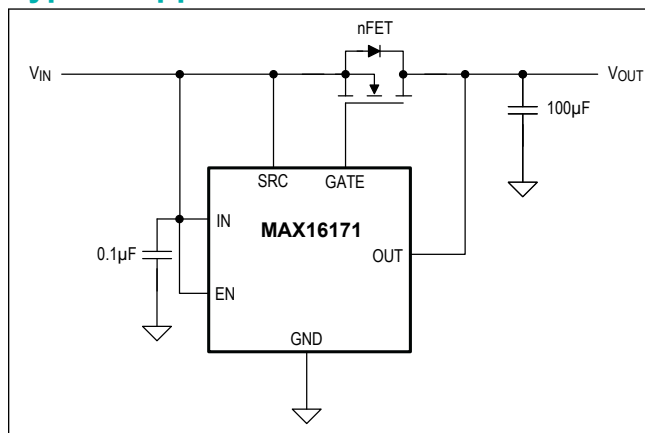 nFET
VIN
VOUT
100µF
SRC
GATE
IN
MAX16171
OUT
0.1µF
EN
GND